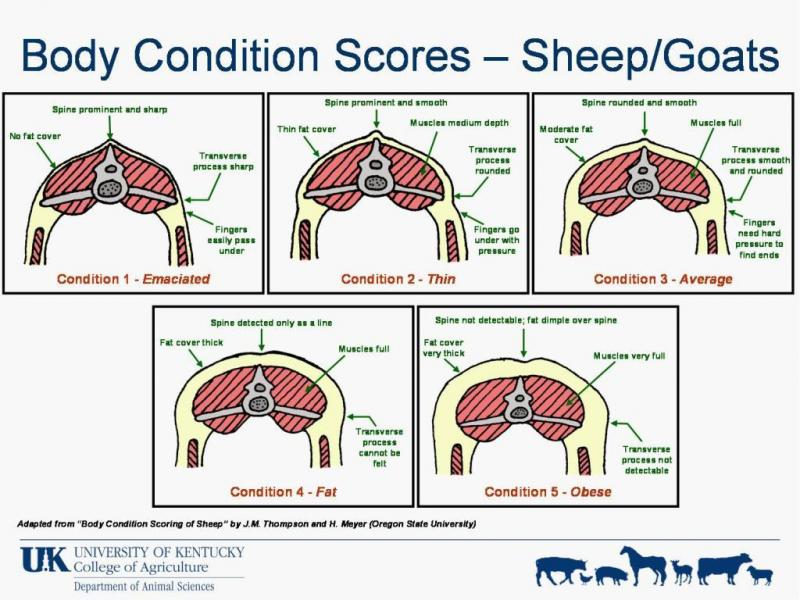 Body Condition Scores – Sheep/Goats
Spine prominent and sharp
No fat cover
Transverse
process sharp
Fingers
easily pass
under
Condition 1 - Emaciated
Spine prominent and smooth
Thin fat cover
Muscles medium depth
Transverse
process
rounded
Fingers go
under with
pressure
Condition 2 - Thin
Spine rounded and smooth
Moderate fat
cover
Muscles full
Transverse
process smooth
and rounded
Fingers
need hard
pressure to
find ends
Condition 3 - Average
Spine detected only as a line
Fat cover thick
Muscles full
Transverse
process
cannot be
felt
Condition 4 - Fat
Spine not detectable; fat dimple over spine
Fat cover
very thick
Muscles very full
Transverse
process not
detectable
Condition 5 - Obese
Adapted from "Body Condition Scoring of Sheep" by J.M. Thompson and H. Meyer (Oregon State University)
UK UNIVERSITY OF KENTUCKY
College of Agriculture
Department of Animal Sciences